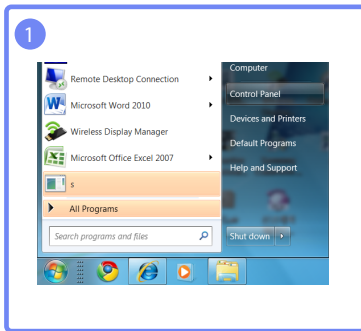 1
Remote Desktop Connection
Microsoft Word 2010
Wireless Display Manager
Microsoft Office Excel 2007
s
All Programs
Search programs and files
Computer
Control Panel
Devices and Printers
Default Programs
Help and Support
Shut down